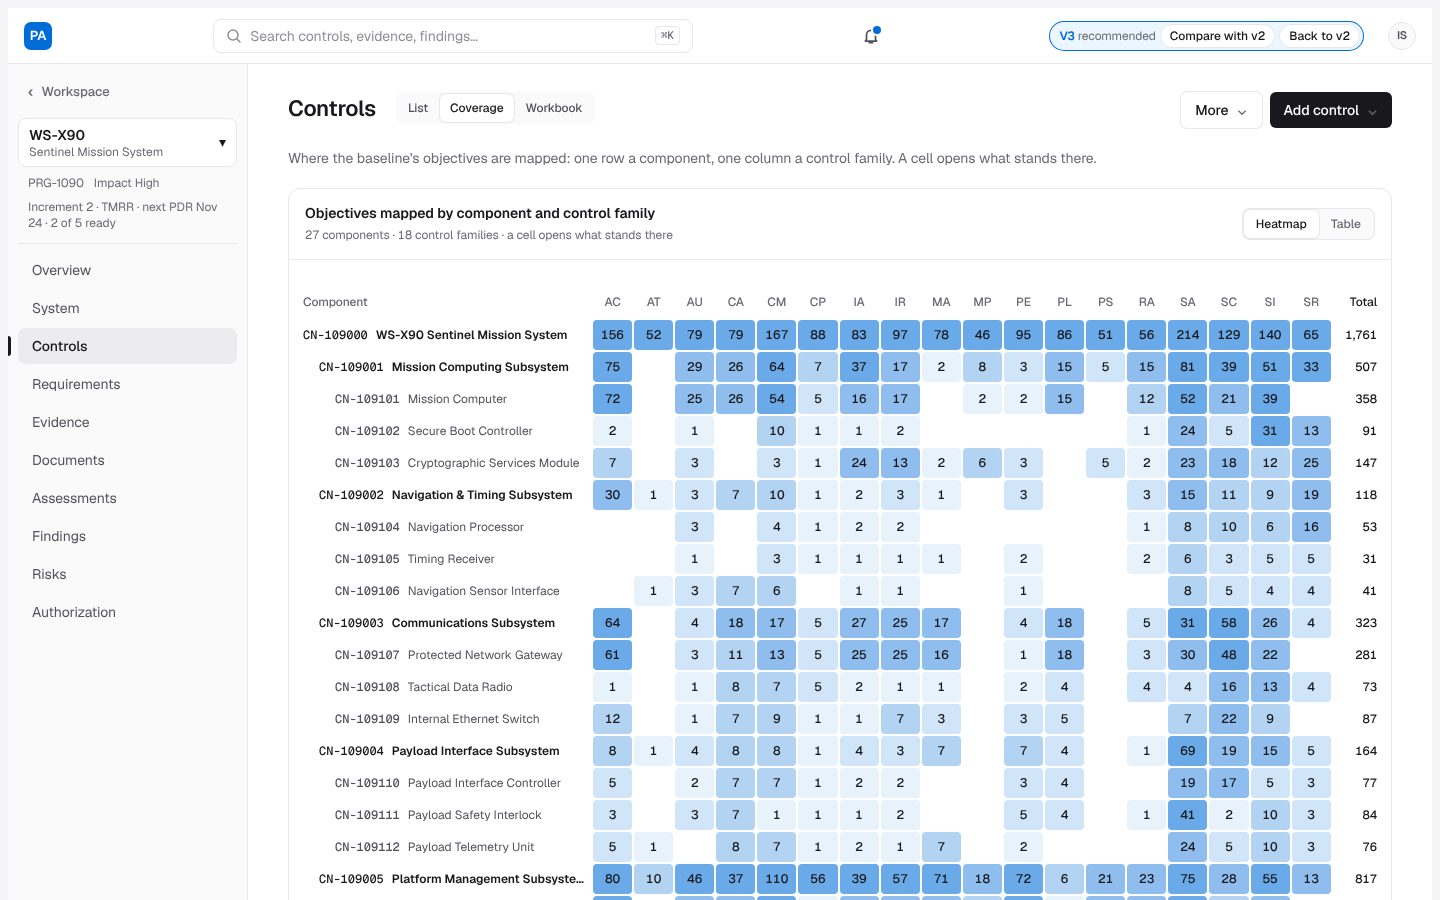 PA
Search controls, evidence, findings...
⌘K
V3 recommended
Compare with v2
Back to v2
IS
‹ Workspace
WS-X90
Sentinel Mission System
PRG-1090 Impact High
Increment 2 · TMRR · next PDR Nov
24 · 2 of 5 ready
Overview
System
Controls
Requirements
Evidence
Documents
Assessments
Findings
Risks
Authorization
Controls
List
Coverage
Workbook
More
Add control
Where the baseline's objectives are mapped: one row a component, one column a control family. A cell opens what stands there.
Objectives mapped by component and control family
27 components · 18 control families · a cell opens what stands there
Heatmap
Table
Component AC AT AU CA CM CP IA IR MA MP PE PL PS RA SA SC SI SR Total
CN-109000 WS-X90 Sentinel Mission System 156 52 79 79 167 88 83 97 78 46 95 86 51 56 214 129 140 65 1,761
CN-109001 Mission Computing Subsystem 75 29 26 64 7 37 17 2 8 3 15 5 15 81 39 51 33 507
CN-109101 Mission Computer 72 25 26 54 5 16 17 2 2 15 12 52 21 39 358
CN-109102 Secure Boot Controller 2 1 10 1 1 2 1 24 5 31 13 91
CN-109103 Cryptographic Services Module 7 3 3 1 24 13 2 6 3 5 2 23 18 12 25 147
CN-109002 Navigation & Timing Subsystem 30 1 3 7 10 1 2 3 1 3 3 15 11 9 19 118
CN-109104 Navigation Processor 3 4 1 2 2 1 8 10 6 16 53
CN-109105 Timing Receiver 1 3 1 1 1 1 2 2 6 3 5 5 31
CN-109106 Navigation Sensor Interface 1 3 7 6 1 1 1 8 5 4 4 41
CN-109003 Communications Subsystem 64 4 18 17 5 27 25 17 4 18 5 31 58 26 4 323
CN-109107 Protected Network Gateway 61 3 11 13 5 25 25 16 1 18 3 30 48 22 281
CN-109108 Tactical Data Radio 1 1 8 7 5 2 1 1 2 4 4 4 16 13 4 73
CN-109109 Internal Ethernet Switch 12 1 7 9 1 1 7 3 3 5 7 22 9 87
CN-109004 Payload Interface Subsystem 8 1 4 8 8 1 4 3 7 7 4 1 69 19 15 5 164
CN-109110 Payload Interface Controller 5 2 7 7 1 2 2 3 4 19 17 5 3 77
CN-109111 Payload Safety Interlock 3 3 7 1 1 1 2 5 4 1 41 2 10 3 84
CN-109112 Payload Telemetry Unit 5 1 8 7 1 2 1 7 2 24 5 10 3 76
CN-109005 Platform Management Subsyste... 80 10 46 37 110 56 39 57 71 18 72 6 21 23 75 28 55 13 817